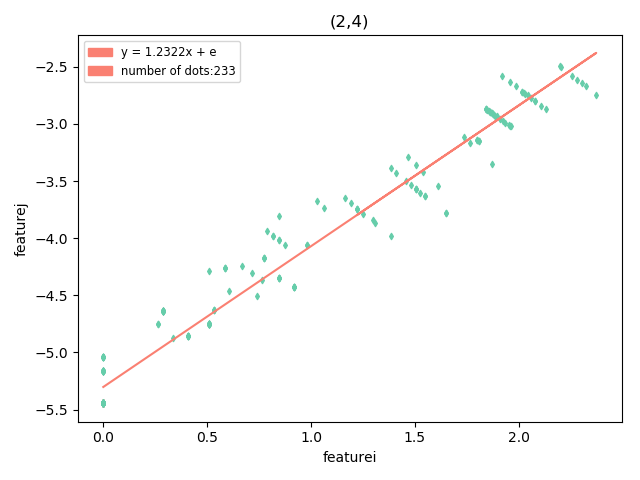 (2,4)
y = 1.2322x + e
number of dots:233
−2.5
−3.0
−3.5
−4.0
−4.5
−5.0
−5.5
featurej
0.0 0.5 1.0 1.5 2.0
featurei